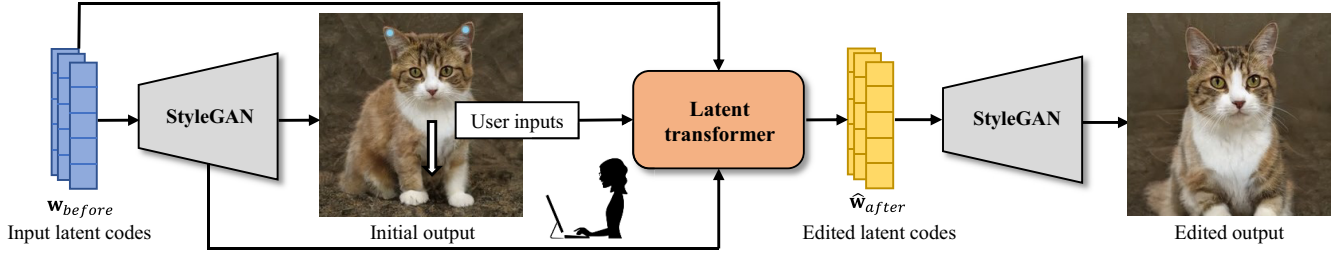 StyleGAN
User inputs
Latent
transformer
StyleGAN
w_before
ŵ_after
Input latent codes
Initial output
Edited latent codes
Edited output